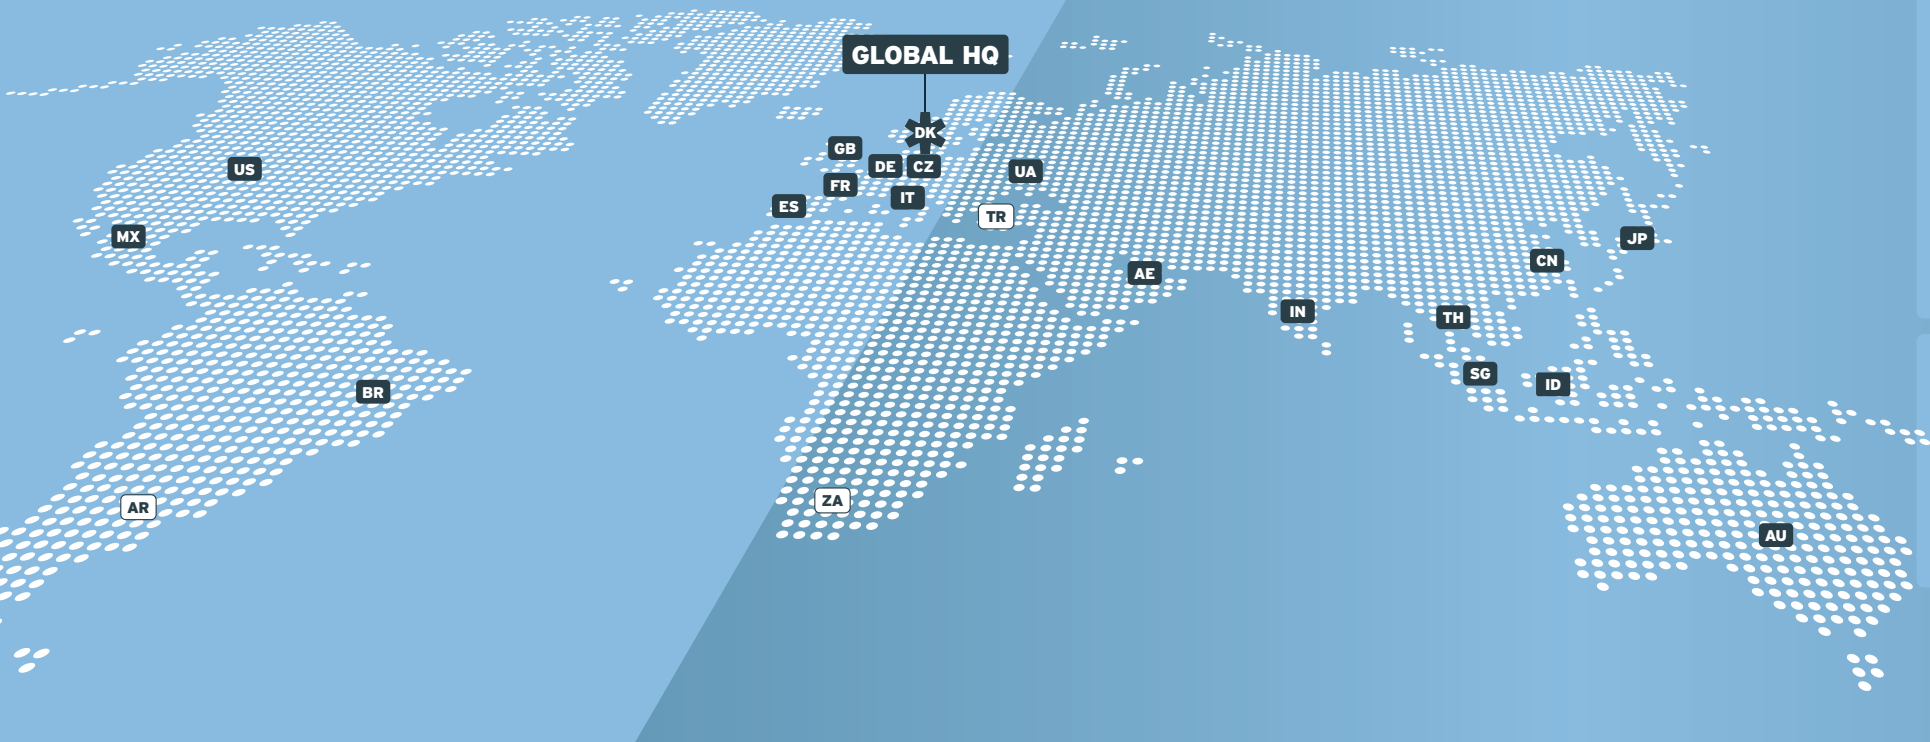 GLOBAL HQ
DK
GB
DE
CZ
US
UA
FR
IT
ES
TR
MX
JP
CN
AE
IN
TH
SG
ID
BR
ZA
AR
AU